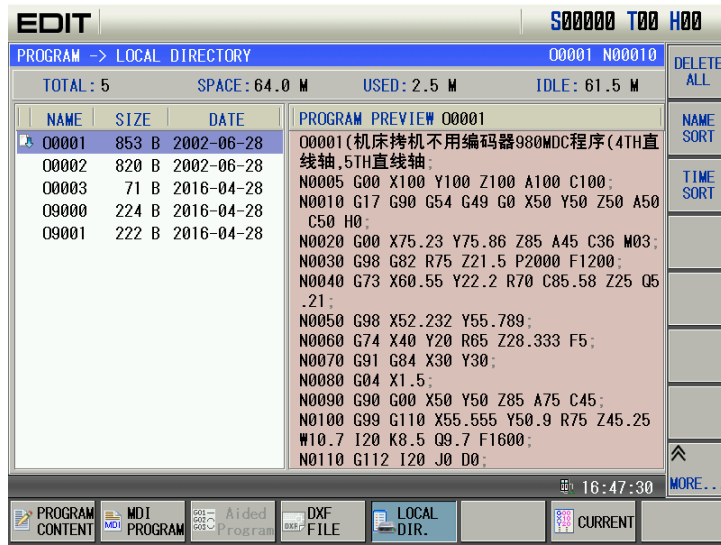 EDIT
S00000 T00 H00
PROGRAM -> LOCAL DIRECTORY
O0001 N00010
TOTAL:5
SPACE:64.0 M
USED:2.5 M
IDLE:61.5 M
NAME SIZE DATE
O0001 853 B 2002-06-28
O0002 820 B 2002-06-28
O0003 71 B 2016-04-28
O9000 224 B 2016-04-28
O9001 222 B 2016-04-28
PROGRAM PREVIEW O0001
O0001(机床拷机不用编码器980MDC程序(4TH直
线轴,5TH直线轴;
N0005 G00 X100 Y100 Z100 A100 C100;
N0010 G17 G90 G54 G49 G0 X50 Y50 Z50 A50
C50 H0;
N0020 G00 X75.23 Y75.86 Z85 A45 C36 M03;
N0030 G98 G82 R75 Z21.5 P2000 F1200;
N0040 G73 X60.55 Y22.2 R70 C85.58 Z25 Q5
.21;
N0050 G98 X52.232 Y55.789;
N0060 G74 X40 Y20 R65 Z28.333 F5;
N0070 G91 G84 X30 Y30;
N0080 G04 X1.5;
N0090 G90 G00 X50 Y50 Z85 A75 C45;
N0100 G99 G110 X55.555 Y50.9 R75 Z45.25
W10.7 I20 K8.5 Q9.7 F1600;
N0110 G112 I20 J0 D0;
DELETE
ALL
NAME
SORT
TIME
SORT
MORE..
16:47:30
PROGRAM
CONTENT
MDI
PROGRAM
Aided
Program
DXF
FILE
LOCAL
DIR.
CURRENT